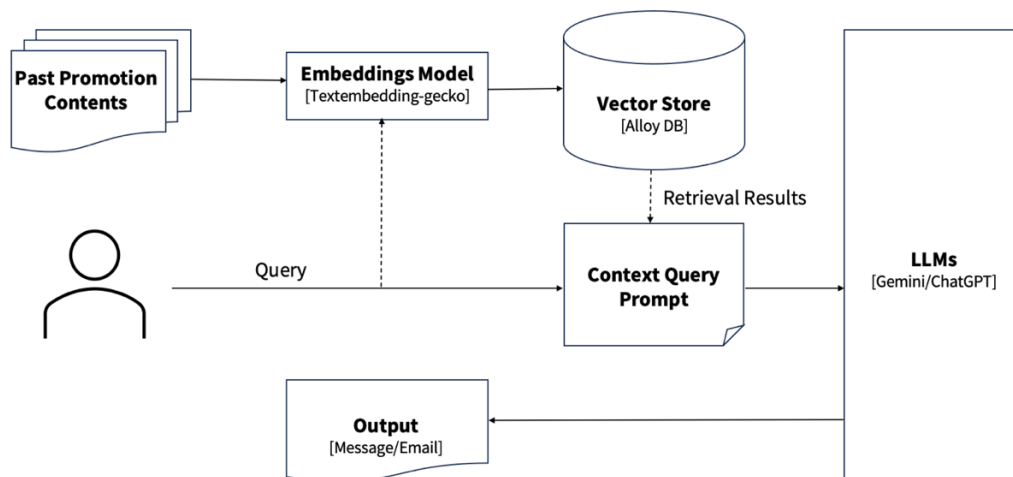 Past Promotion
Contents
Embeddings Model
[Textembedding-gecko]
Vector Store
[Alloy DB]
Retrieval Results
Query
Context Query
Prompt
LLMs
[Gemini/ChatGPT]
Output
[Message/Email]